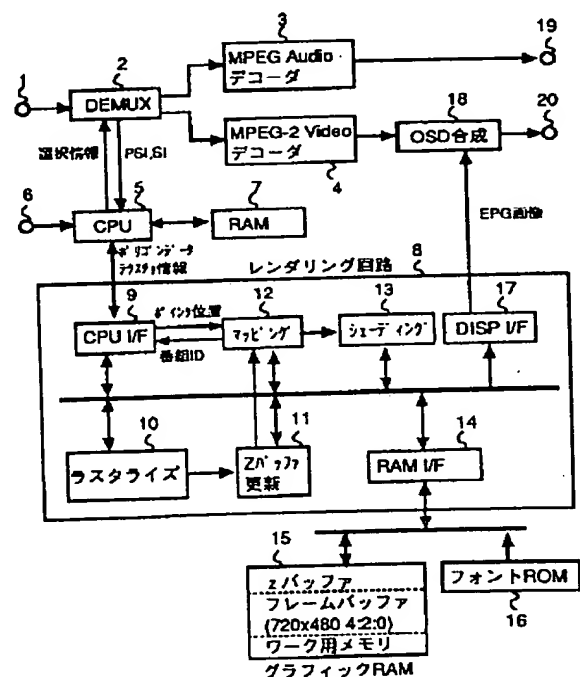 3
19
2
MPEG Audio
デコーダ
1
DEMUX
18
20
MPEG-2 Video
デコーダ
OSD合成
選択情報
PSI,SI
4
6
5
7
CPU
RAM
EPG画像
ポリゴンデータ
テクスチョ情報
レンダリング回路
8
9
ポインタ位置
12
13
17
CPU I/F
マッピング
シェーディング
DISP I/F
番組ID
10
11
14
ラスタライズ
Zバッファ
更新
RAM I/F
15
zバッファ
フォントROM
フレームバッファ
16
(720x480 4:2:0)
ワーク用メモリ
グラフィックRAM